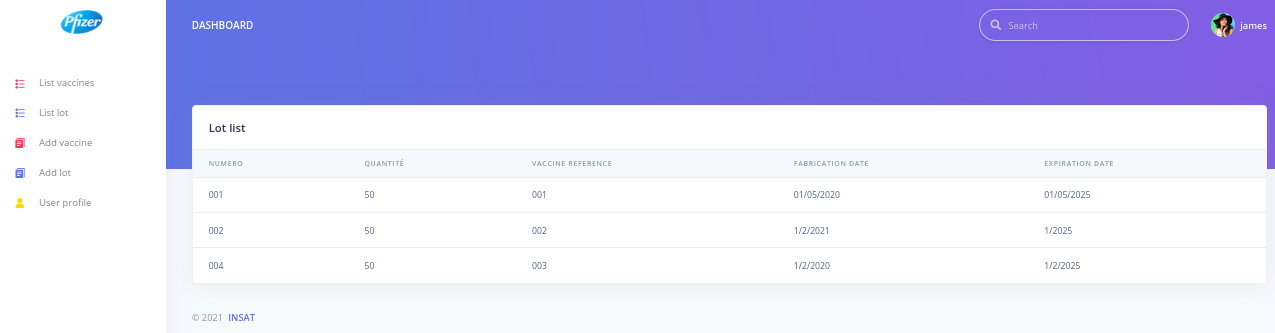 Pfizer
DASHBOARD
Search
james
List vaccines
List lot
Add vaccine
Add lot
User profile
Lot list
NUMERO QUANTITÉ VACCINE REFERENCE FABRICATION DATE EXPIRATION DATE
001 50 001 01/05/2020 01/05/2025
002 50 002 1/2/2021 1/2025
004 50 003 1/2/2020 1/2/2025
© 2021 INSAT